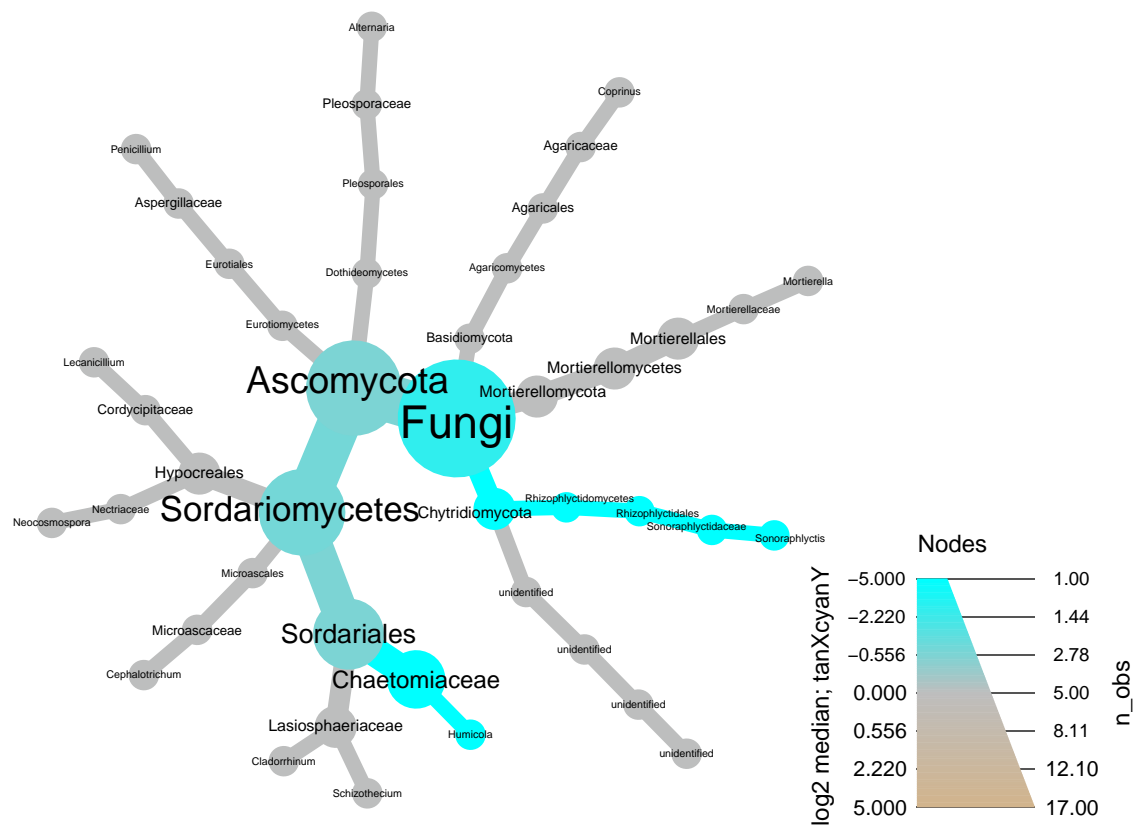 Alternaria
Pleosporaceae
Coprinus
Penicillium
Agaricaceae
Pleosporales
Aspergillaceae
Agaricales
Eurotiales
Dothideomycetes
Agaricomycetes
Mortierella
Mortierellaceae
Eurotiomycetes
Basidiomycota
Mortierellales
Lecanicillium
Mortierellomycetes
Ascomycota
Mortierellomycota
Cordycipitaceae
Fungi
Hypocreales
Rhizophlyctidomycetes
Nectriaceae
Sordariomycetes
Chytridiomycota
Rhizophlyctidales
Neocosmospora
Sonoraphlyctidaceae
Sonoraphlyctis
Microascales
unidentified
Microascaceae
Sordariales
unidentified
Cephalotrichum
Chaetomiaceae
unidentified
Lasiosphaeriaceae
Humicola
unidentified
Cladorrhinum
Schizothecium
Nodes
−5.000 1.00
−2.220 1.44
−0.556 2.78
0.000 5.00
0.556 8.11
2.220 12.10
5.000 17.00
log2 median; tanXcyanY
n_obs